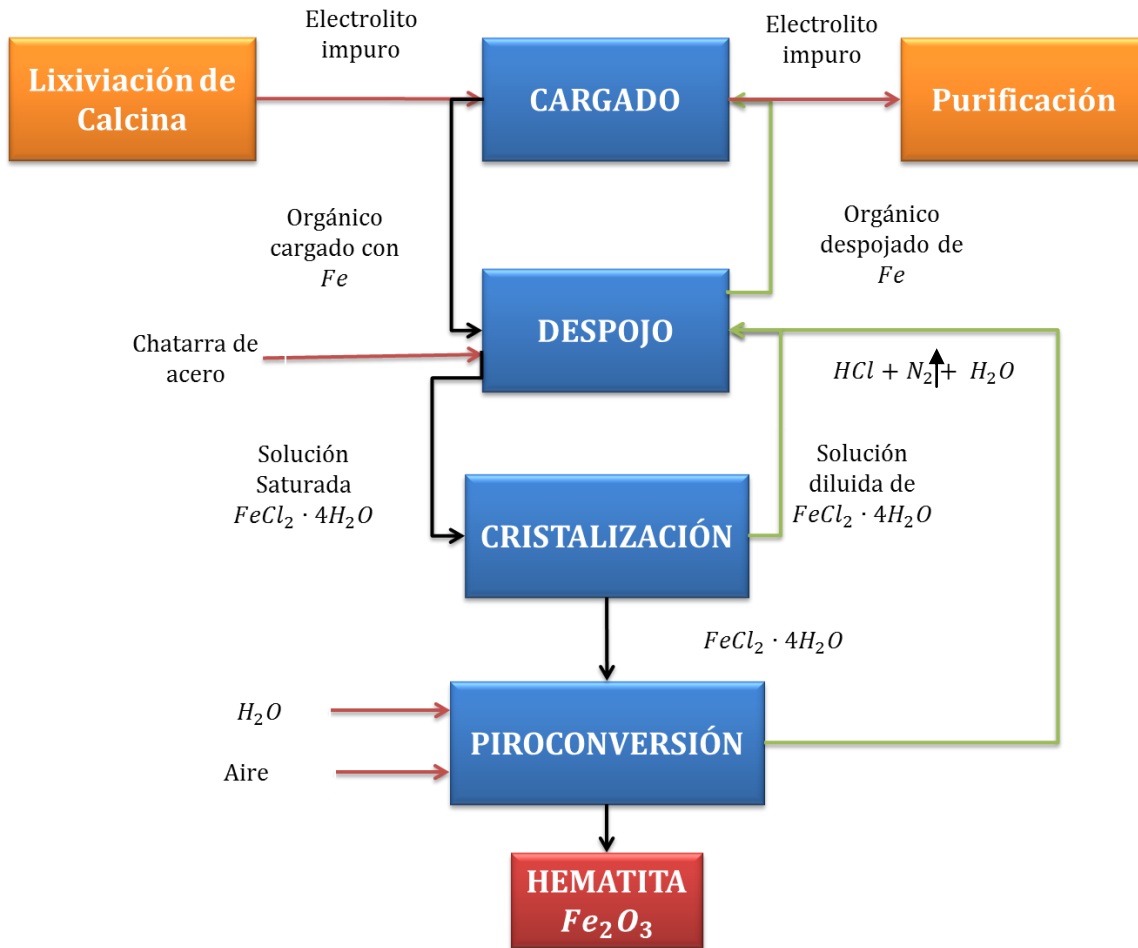 Electrolito
impuro
Electrolito
impuro
Lixiviación de
Calcina
CARGADO
Purificación
Orgánico
cargado con
Fe
Orgánico
despojado de
Fe
DESPOJO
Chatarra de
acero
HCl + N₂ + H₂O
Solución
Saturada
FeCl₂ · 4H₂O
Solución
diluida de
FeCl₂ · 4H₂O
CRISTALIZACIÓN
FeCl₂ · 4H₂O
H₂O
PIROCONVERSIÓN
Aire
HEMATITA
Fe₂O₃